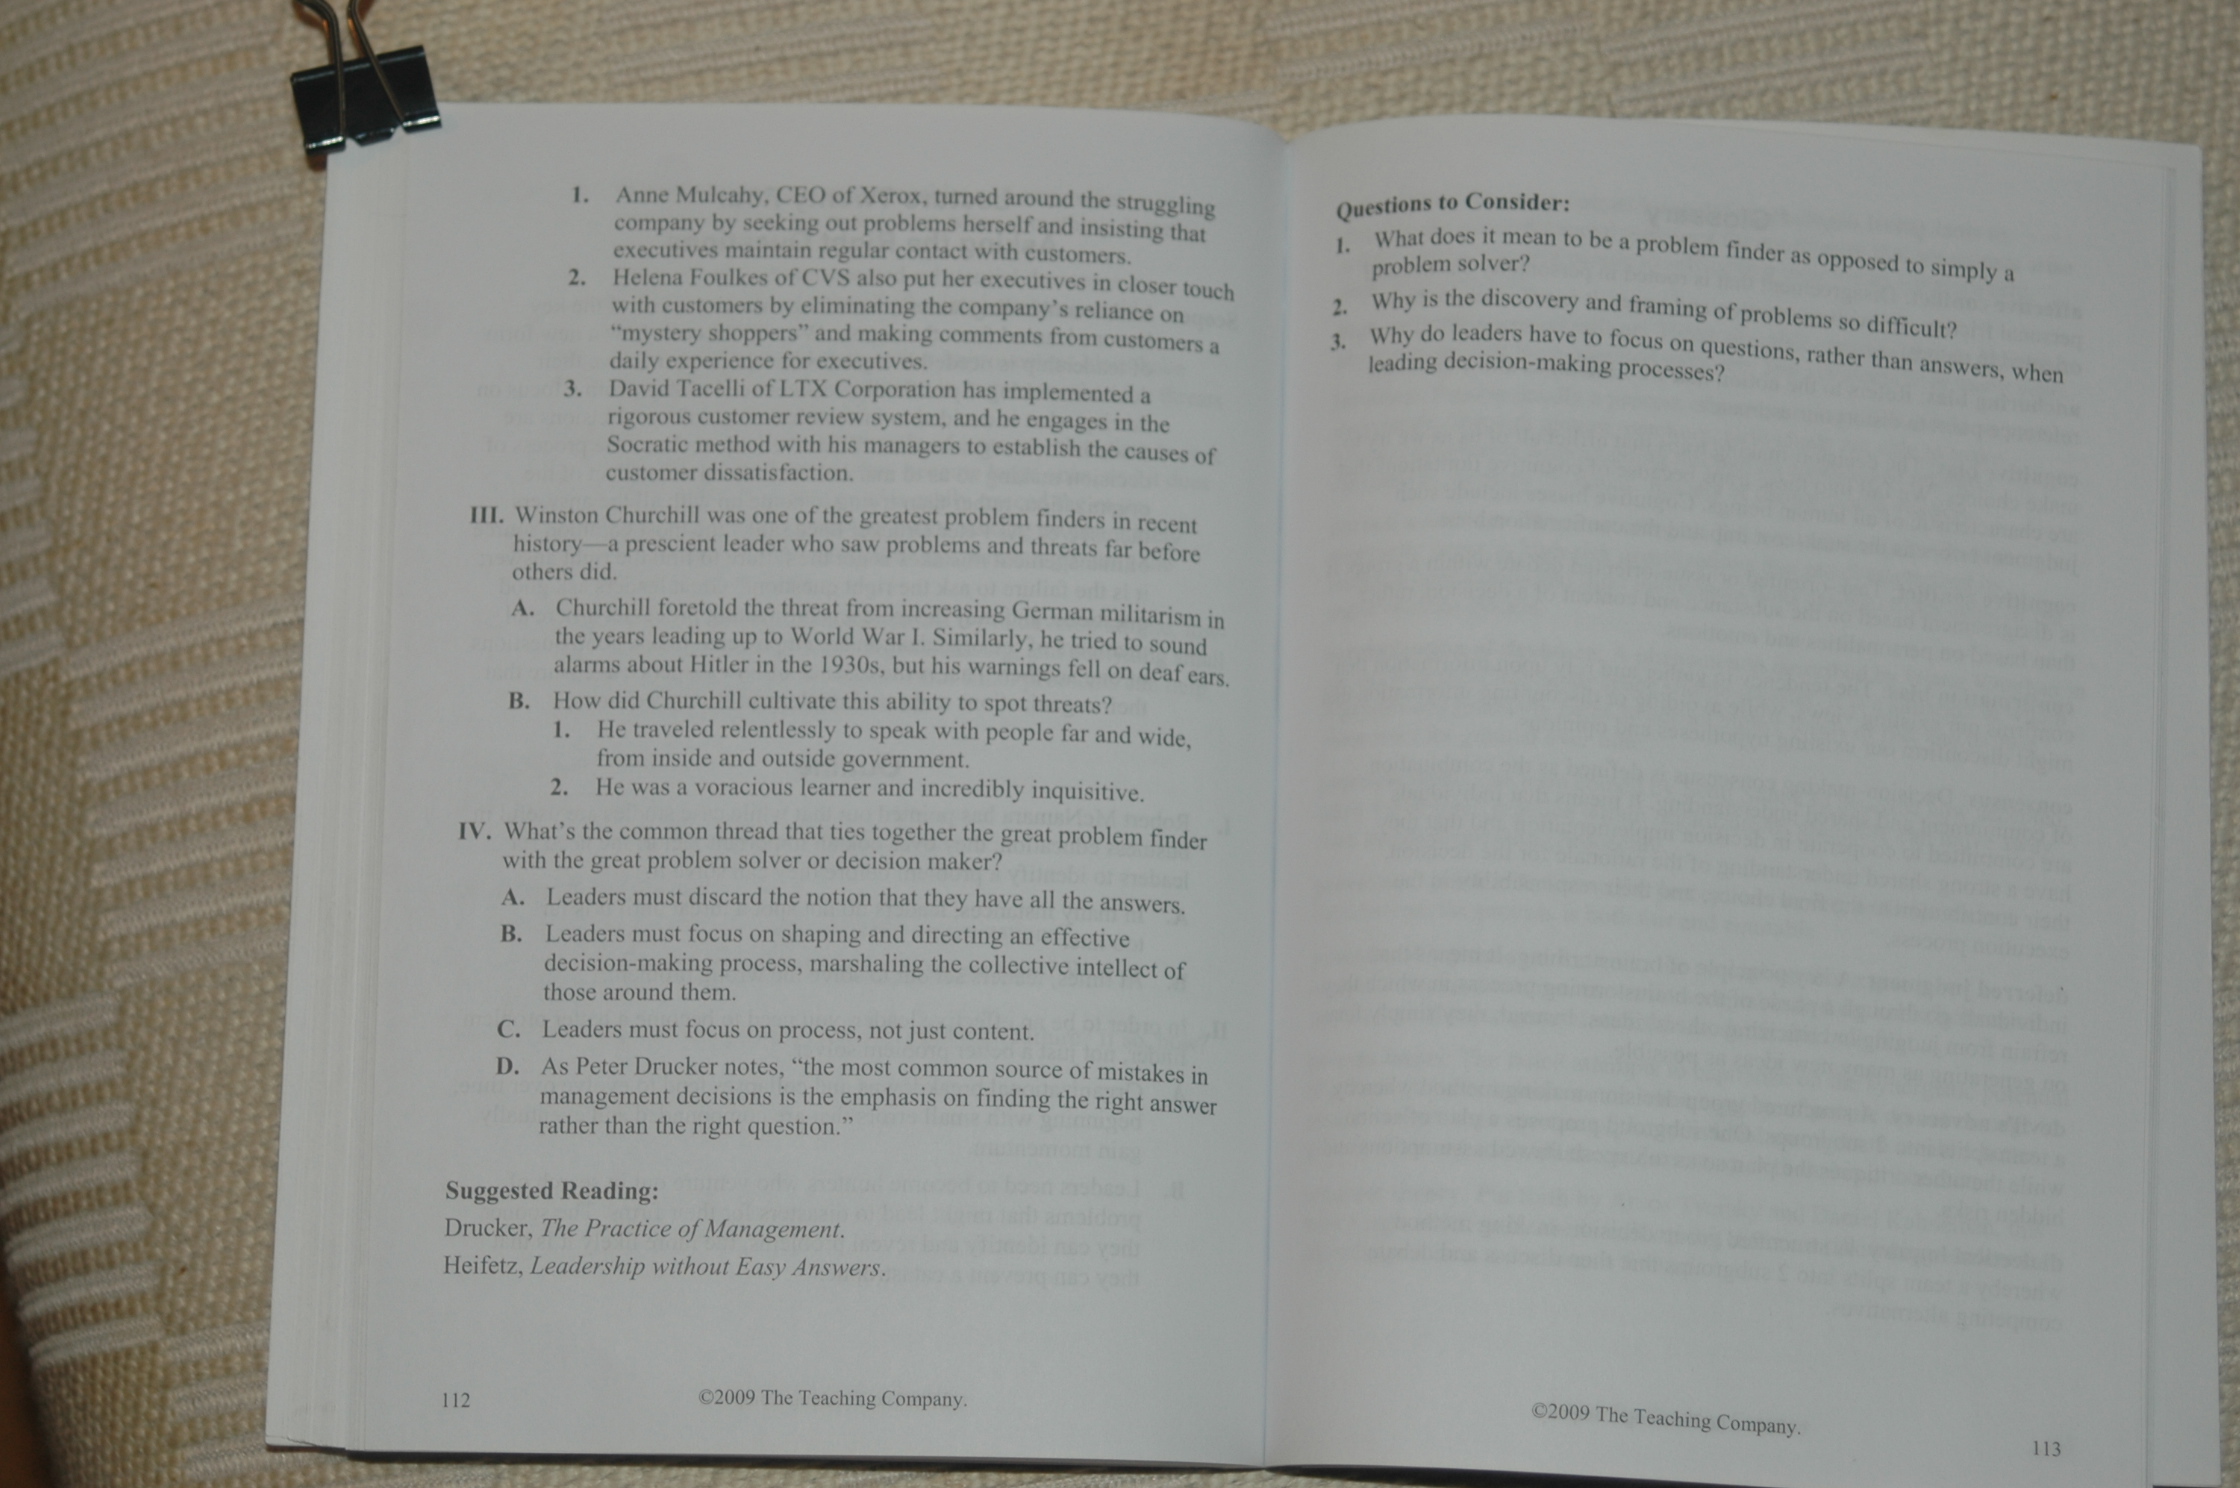 1. Anne Mulcahy, CEO of Xerox, turned around the struggling
company by seeking out problems herself and insisting that
executives maintain regular contact with customers.
2. Helena Foulkes of CVS also put her executives in closer touch
with customers by eliminating the company's reliance on
“mystery shoppers” and making comments from customers a
daily experience for executives.
3. David Tacelli of LTX Corporation has implemented a
rigorous customer review system, and he engages in the
Socratic method with his managers to establish the causes of
customer dissatisfaction.
III. Winston Churchill was one of the greatest problem finders in recent
history—a prescient leader who saw problems and threats far before
others did.
A. Churchill foretold the threat from increasing German militarism in
the years leading up to World War I. Similarly, he tried to sound
alarms about Hitler in the 1930s, but his warnings fell on deaf ears.
B. How did Churchill cultivate this ability to spot threats?
1. He traveled relentlessly to speak with people far and wide,
from inside and outside government.
2. He was a voracious learner and incredibly inquisitive.
IV. What's the common thread that ties together the great problem finder
with the great problem solver or decision maker?
A. Leaders must discard the notion that they have all the answers.
B. Leaders must focus on shaping and directing an effective
decision-making process, marshaling the collective intellect of
those around them.
C. Leaders must focus on process, not just content.
D. As Peter Drucker notes, “the most common source of mistakes in
management decisions is the emphasis on finding the right answer
rather than the right question.”
Suggested Reading:
Drucker, The Practice of Management.
Heifetz, Leadership without Easy Answers.
112
©2009 The Teaching Company.
Questions to Consider:
1. What does it mean to be a problem finder as opposed to simply a
problem solver?
2. Why is the discovery and framing of problems so difficult?
3. Why do leaders have to focus on questions, rather than answers, when
leading decision-making processes?
©2009 The Teaching Company.
113